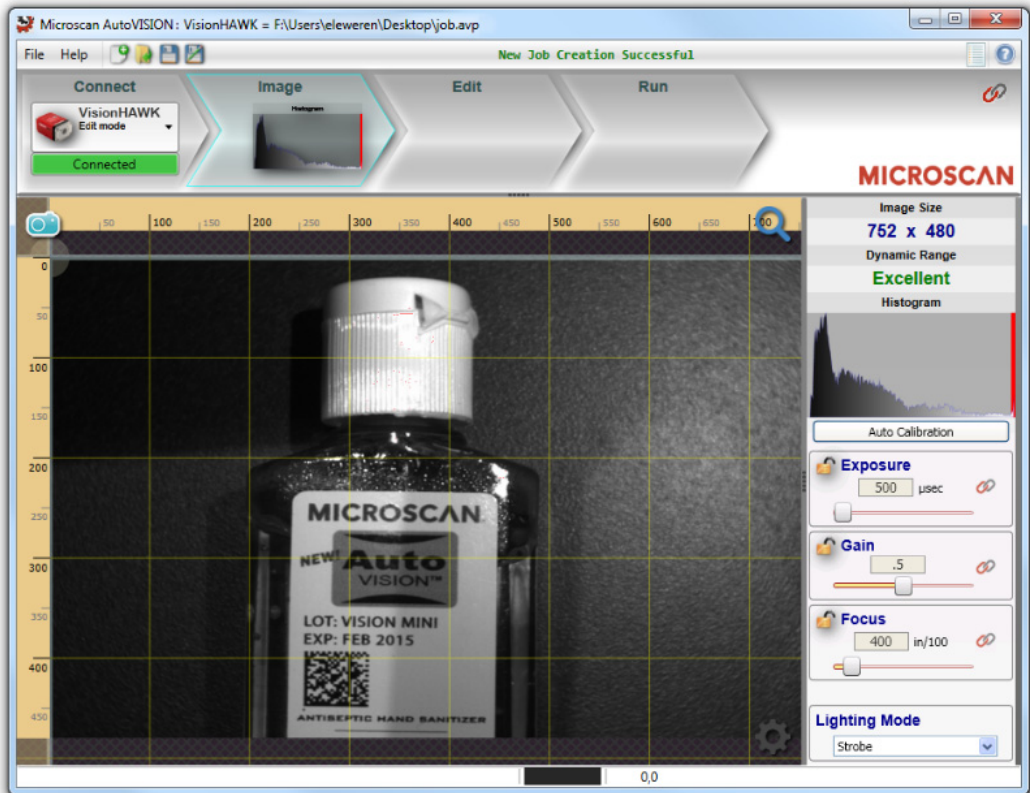 Microscan AutoVISION : VisionHAWK = F:\Users\eleweren\Desktop\job.avp
File Help New Job Creation Successful
Connect Image Edit Run
VisionHAWK
Edit mode
Histogram
Connected
MICROSCAN
50 100 150 200 250 300 350 400 450 500 550 600 650 700
0
50
100
150
200
250
300
350
400
450
MICROSCAN
NEW! Auto
VISION™
LOT: VISION MINI
EXP: FEB 2015
ANTISEPTIC HAND SANITIZER
Image Size
752 x 480
Dynamic Range
Excellent
Histogram
Auto Calibration
Exposure
500 µsec
Gain
.5
Focus
400 in/100
Lighting Mode
Strobe
0,0